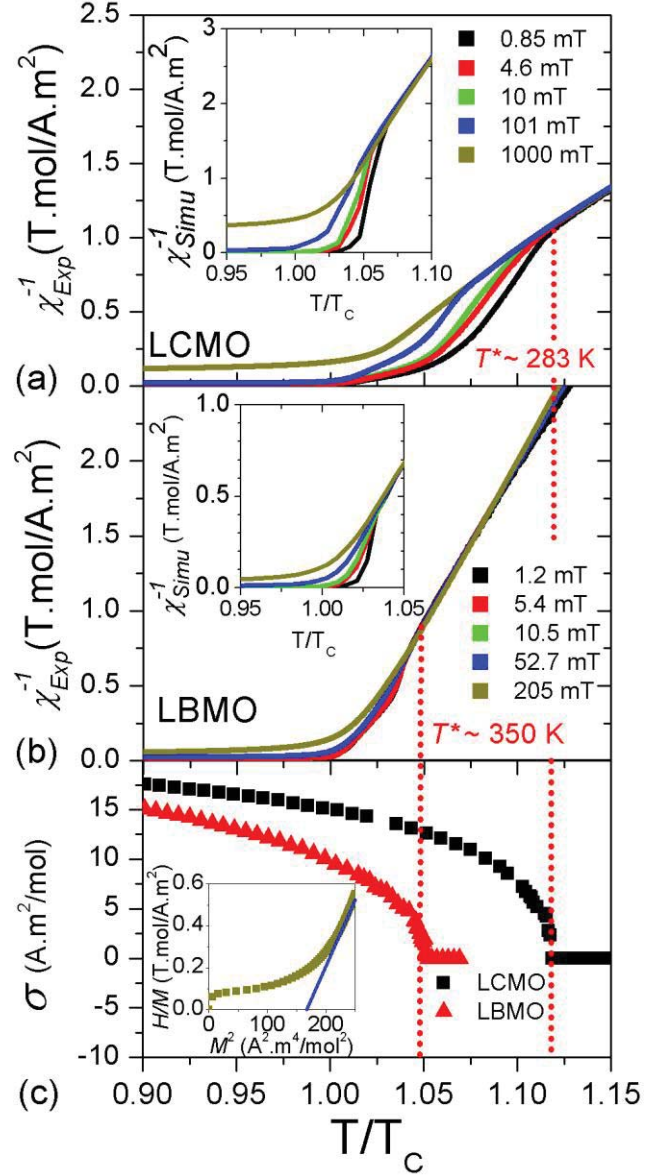 2.5
2.0
1.5
1.0
0.5
0.0
χ⁻¹Exp (T.mol/A.m²)
3
2
1
0
χ⁻¹Simu (T.mol/A.m²)
0.95 1.00 1.05 1.10
T/TC
0.85 mT
4.6 mT
10 mT
101 mT
1000 mT
LCMO
T*~ 283 K
(a)
2.0
1.5
1.0
0.5
0.0
χ⁻¹Exp (T.mol/A.m²)
1.0
0.6
0.4
0.0
χ⁻¹Simu (T.mol/A.m²)
0.95 1.00 1.05
T/TC
1.2 mT
5.4 mT
10.5 mT
52.7 mT
205 mT
LBMO
T*~ 350 K
(b)
15
10
5
0
-5
-10
σ (A.m²/mol)
0.6
0.4
0.2
0.0
H/M (T.mol/A.m²)
0 100 200
M² (A².m⁴/mol²)
LCMO
LBMO
(c)
0.90 0.95 1.00 1.05 1.10 1.15
T/TC